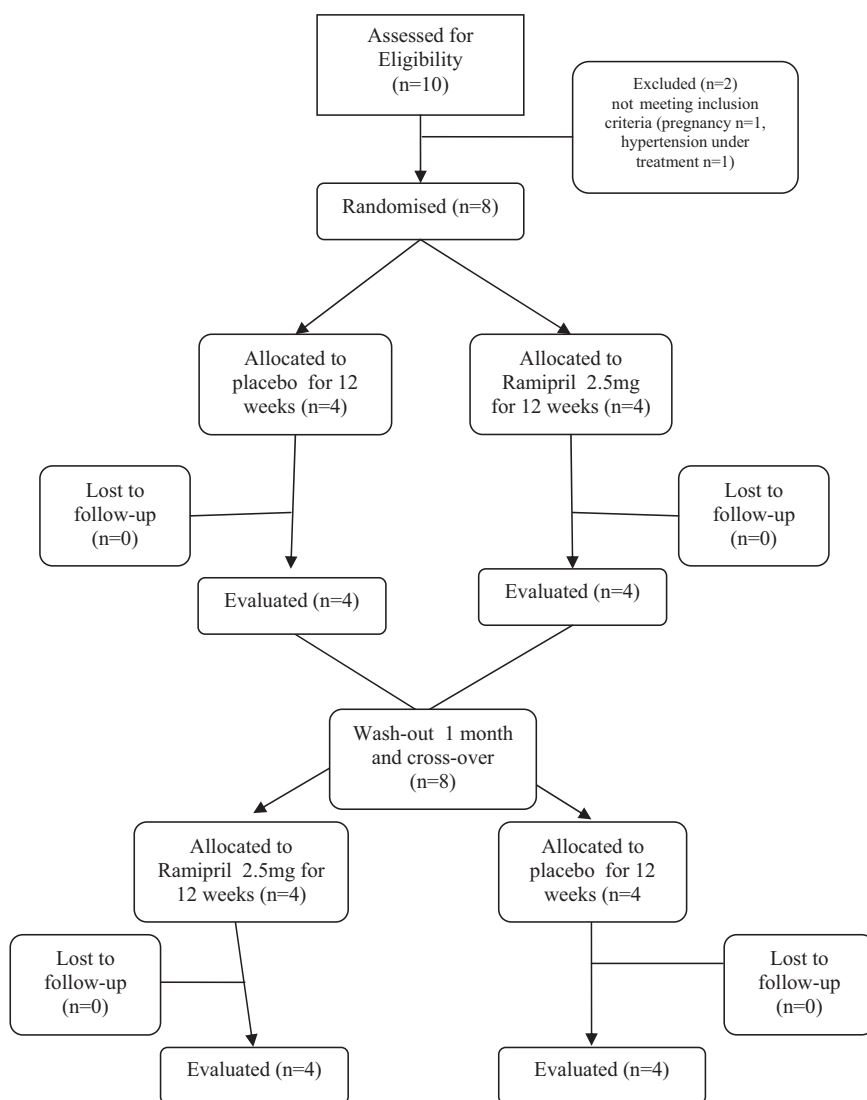 Assessed for
Eligibility
(n=10)
Excluded (n=2)
not meeting inclusion
criteria (pregnancy n=1,
hypertension under
treatment n=1)
Randomised (n=8)
Allocated to
placebo for 12
weeks (n=4)
Allocated to
Ramipril 2.5mg
for 12 weeks (n=4)
Lost to
follow-up
(n=0)
Lost to
follow-up
(n=0)
Evaluated (n=4)
Evaluated (n=4)
Wash-out 1 month
and cross-over
(n=8)
Allocated to
Ramipril 2.5mg for
12 weeks (n=4)
Allocated to
placebo for 12
weeks (n=4
Lost to
follow-up
(n=0)
Lost to
follow-up
(n=0)
Evaluated (n=4)
Evaluated (n=4)